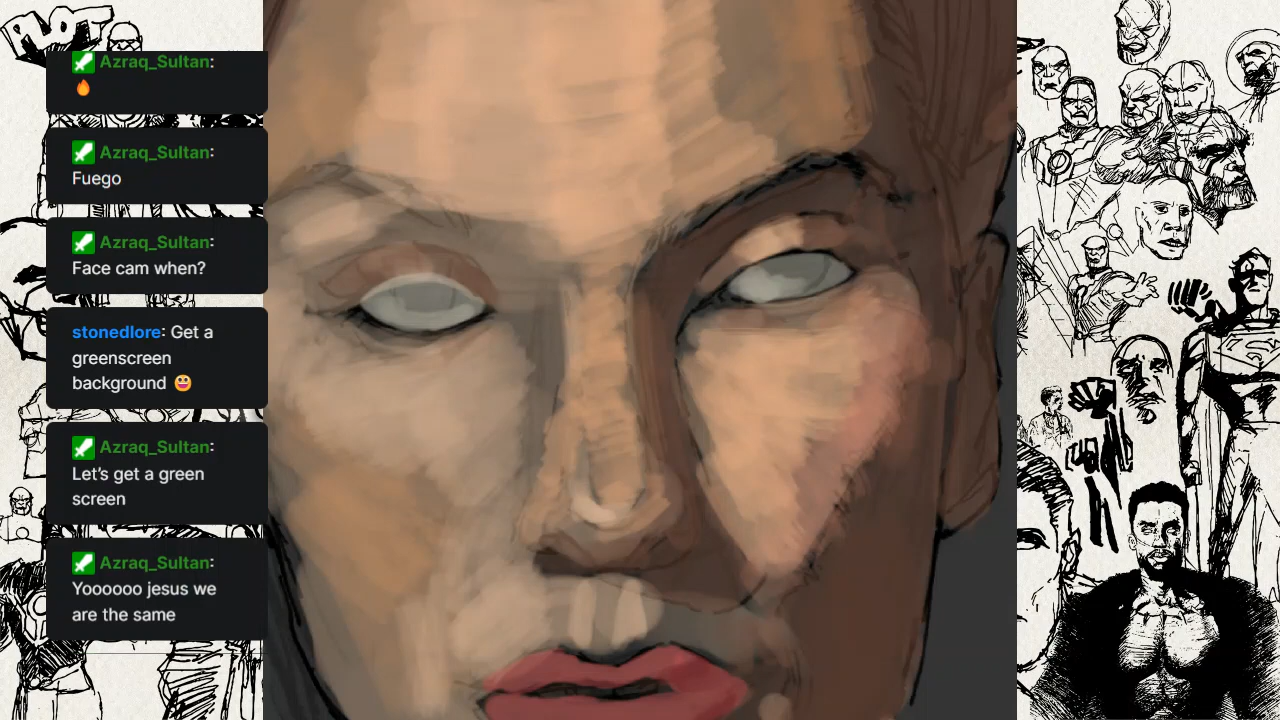 PLOT
Azraq_Sultan:
🔥
Azraq_Sultan:
Fuego
Azraq_Sultan:
Face cam when?
stonedlore: Get a
greenscreen
background 😀
Azraq_Sultan:
Let's get a green
screen
Azraq_Sultan:
Yoooooo jesus we
are the same